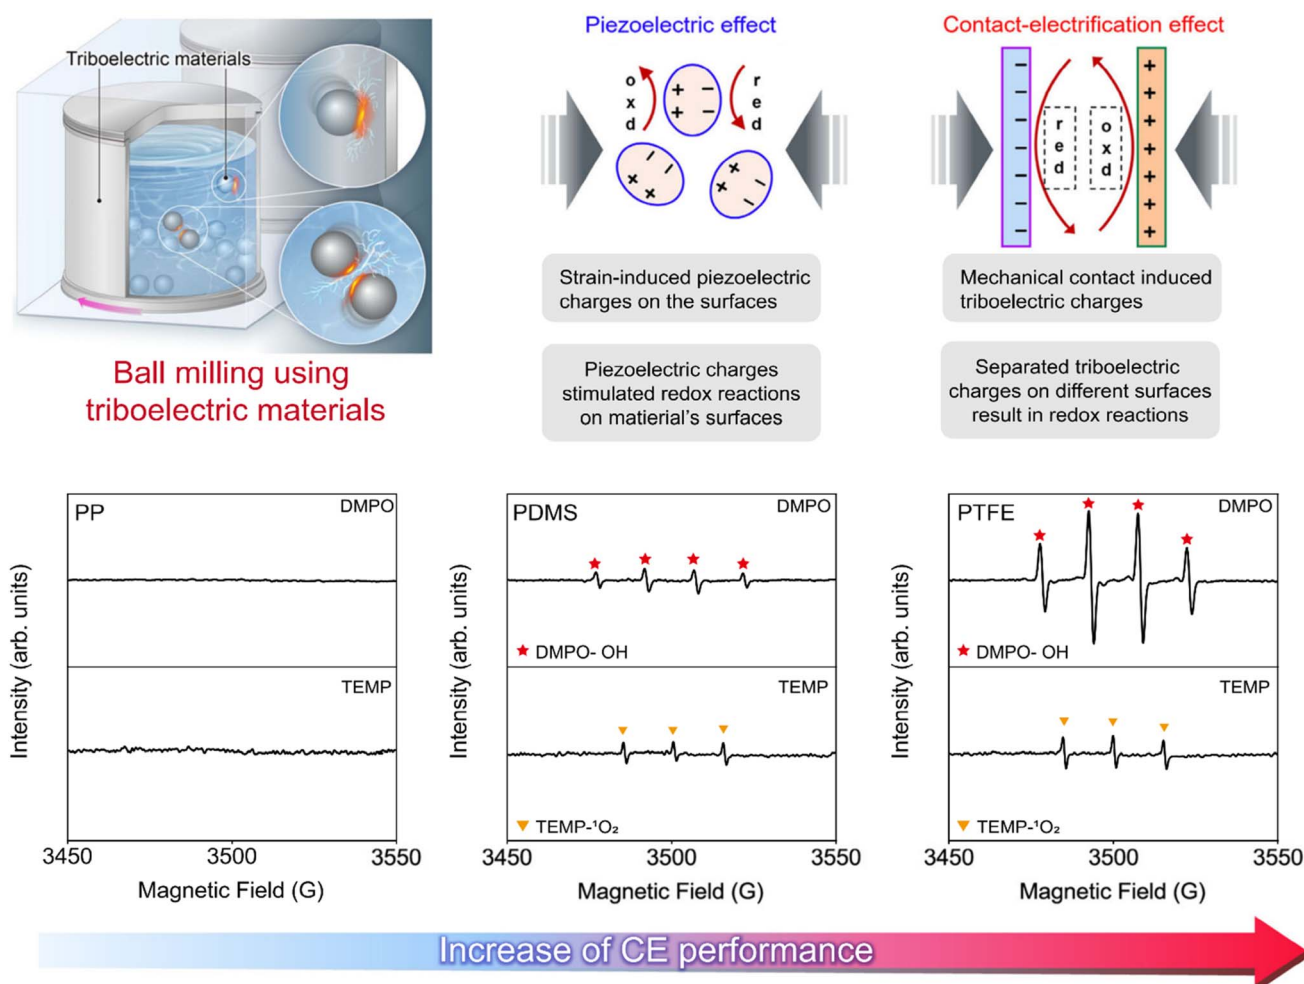 Triboelectric materials
Ball milling using
triboelectric materials
Piezoelectric effect
oxd
red
+ −
+ −
− −
+ +
+ −
+ −
Strain-induced piezoelectric
charges on the surfaces
Piezoelectric charges
stimulated redox reactions
on matierial's surfaces
Contact-electrification effect
−
−
−
−
−
−
−
red
oxd
+
+
+
+
+
+
+
Mechanical contact induced
triboelectric charges
Separated triboelectric
charges on different surfaces
result in redox reactions
Intensity (arb. units)
PP
DMPO
TEMP
3450 3500 3550
Magnetic Field (G)
Intensity (arb. units)
PDMS
DMPO
★ DMPO- OH
TEMP
▼ TEMP-¹O₂
3450 3500 3550
Magnetic Field (G)
Intensity (arb. units)
PTFE
DMPO
★ DMPO- OH
TEMP
▼ TEMP-¹O₂
3450 3500 3550
Magnetic Field (G)
Increase of CE performance